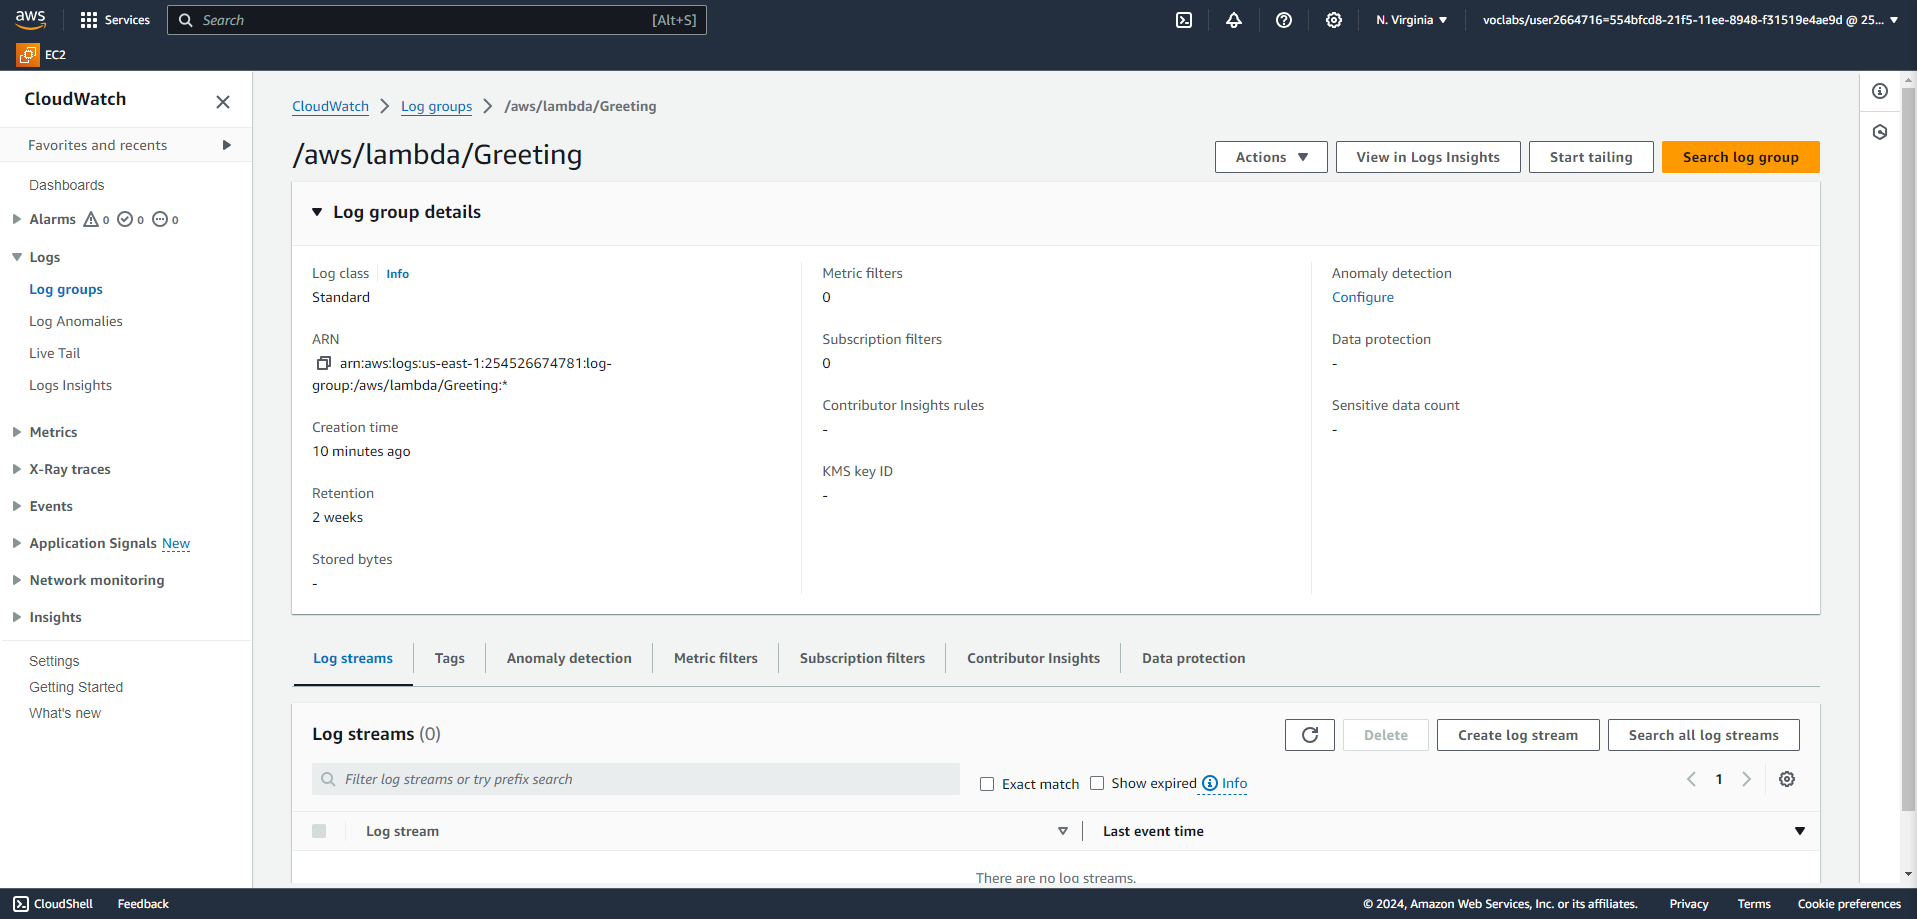 aws
Services
Search [Alt+S]
N. Virginia
voclabs/user2664716=554bfcd8-21f5-11ee-8948-f31519e4ae9d @ 25...
EC2
CloudWatch
Favorites and recents
Dashboards
Alarms 0 0 0
Logs
Log groups
Log Anomalies
Live Tail
Logs Insights
Metrics
X-Ray traces
Events
Application Signals New
Network monitoring
Insights
Settings
Getting Started
What's new
CloudWatch Log groups /aws/lambda/Greeting
/aws/lambda/Greeting
Actions View in Logs Insights Start tailing Search log group
Log group details
Log class Info
Standard
ARN
arn:aws:logs:us-east-1:254526674781:log-
group:/aws/lambda/Greeting:*
Creation time
10 minutes ago
Retention
2 weeks
Stored bytes
-
Metric filters
0
Subscription filters
0
Contributor Insights rules
-
KMS key ID
-
Anomaly detection
Configure
Data protection
-
Sensitive data count
-
Log streams Tags Anomaly detection Metric filters Subscription filters Contributor Insights Data protection
Log streams (0)
Delete Create log stream Search all log streams
Filter log streams or try prefix search
Exact match Show expired Info
1
Log stream Last event time
There are no log streams.
CloudShell Feedback
© 2024, Amazon Web Services, Inc. or its affiliates. Privacy Terms Cookie preferences